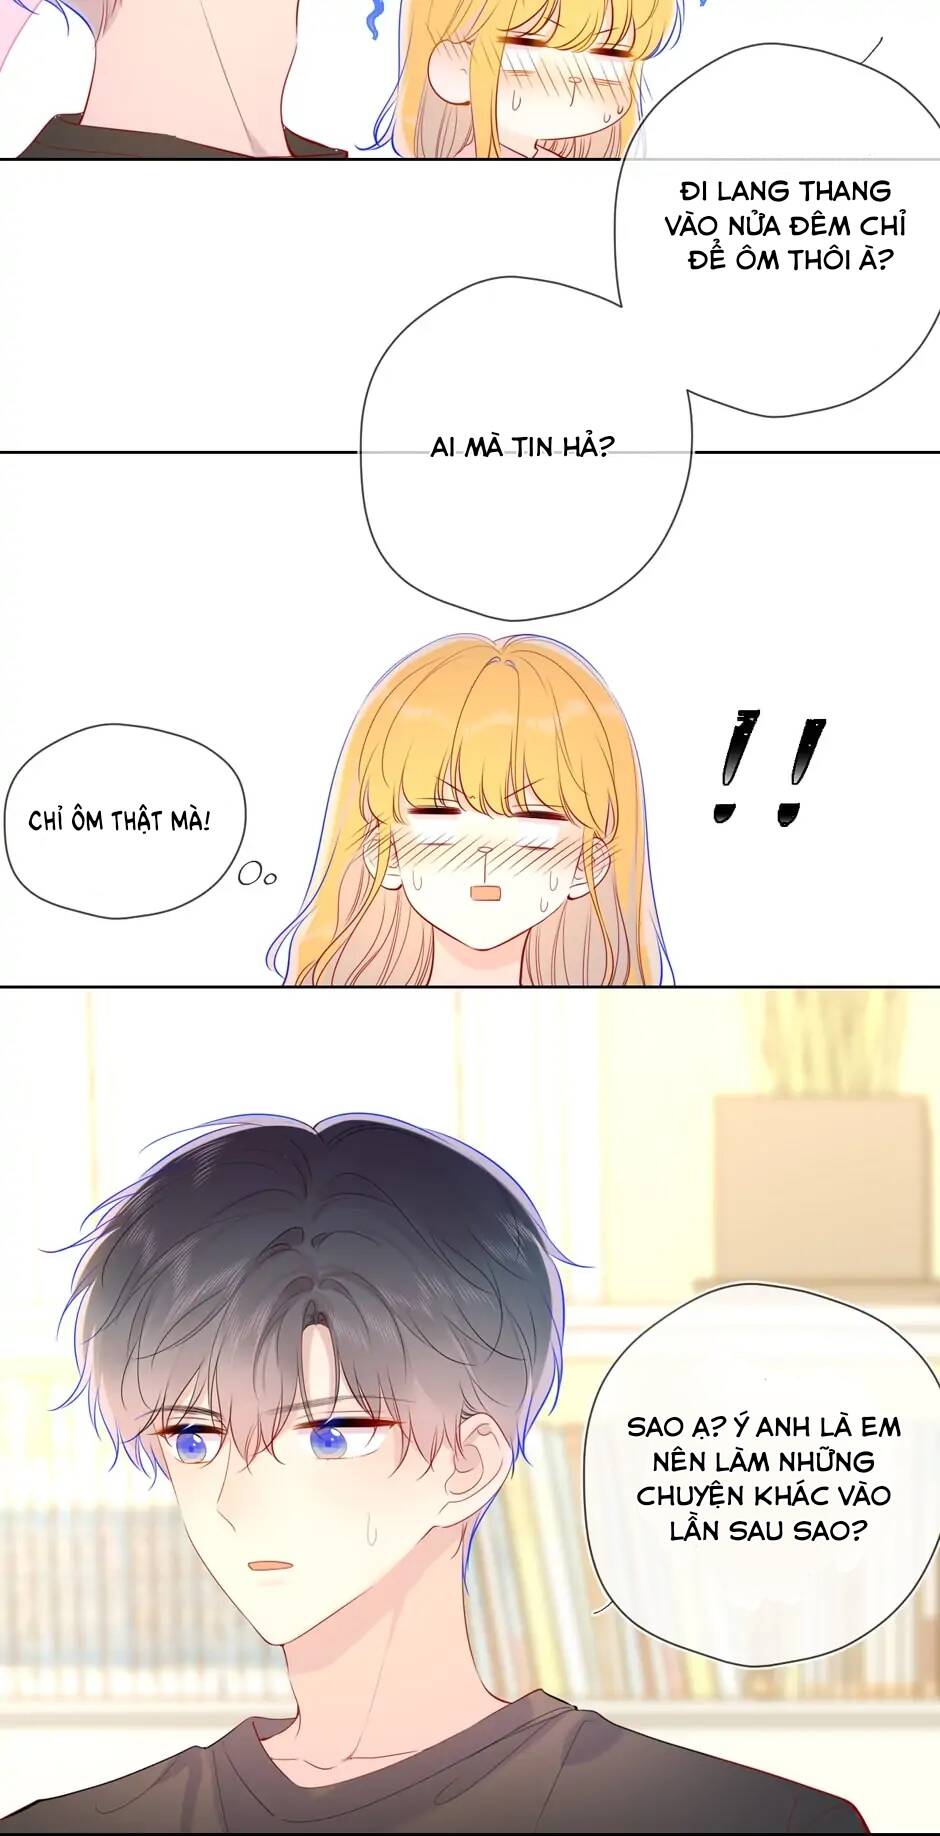 ĐI LANG THANG
VÀO NỬA ĐÊM CHỈ
ĐỂ ÔM THÔI À?
AI MÀ TIN HẢ?
!!
CHỈ ÔM THẬT MÀ!
SAO Ạ? Ý ANH LÀ EM
NÊN LÀM NHỮNG
CHUYỆN KHÁC VÀO
LẦN SAU SAO?